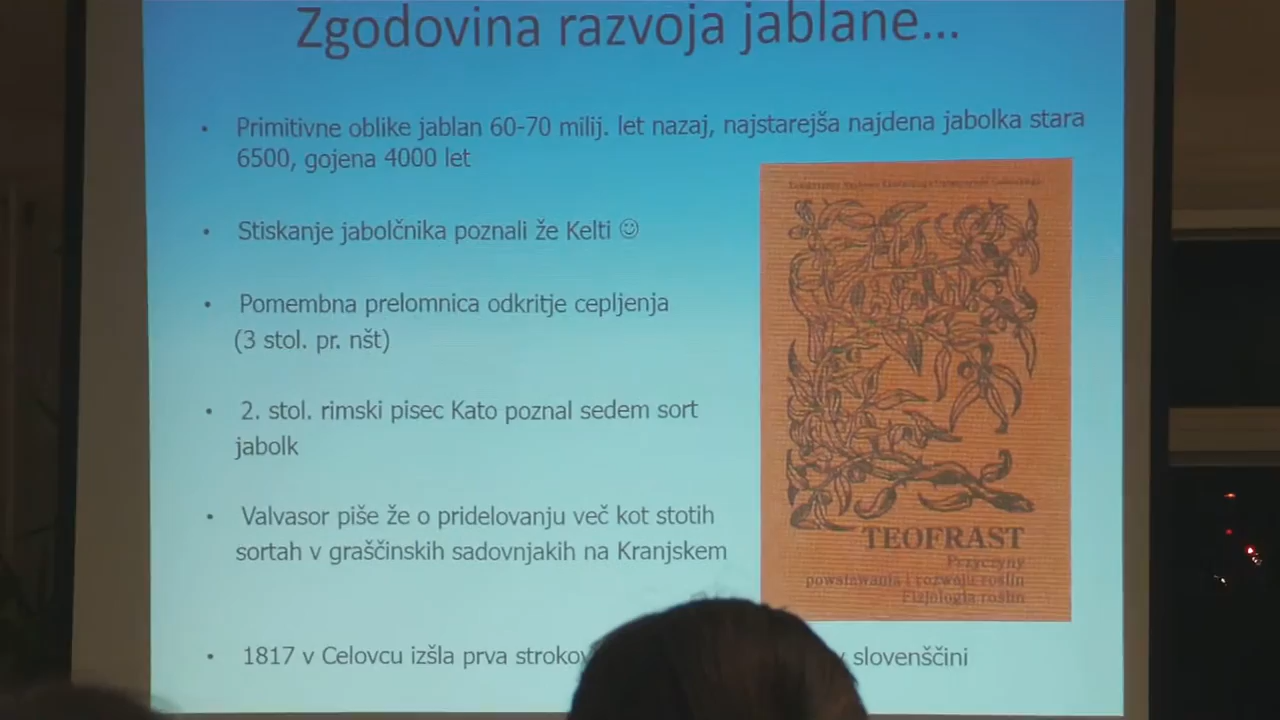 Zgodovina razvoja jablane...
• Primitivne oblike jablan 60-70 milij. let nazaj, najstarejša najdena jabolka stara
6500, gojena 4000 let
• Stiskanje jabolčnika poznali že Kelti ☺
• Pomembna prelomnica odkritje cepljenja
(3 stol. pr. nšt)
• 2. stol. rimski pisec Kato poznal sedem sort
jabolk
• Valvasor piše že o pridelovanju več kot stotih
sortah v graščinskih sadovnjakih na Kranjskem
• 1817 v Celovcu izšla prva slovenščini
TEOFRAST
Przyczyny
powstawania i rozwoju roślin
Fizjologia roślin